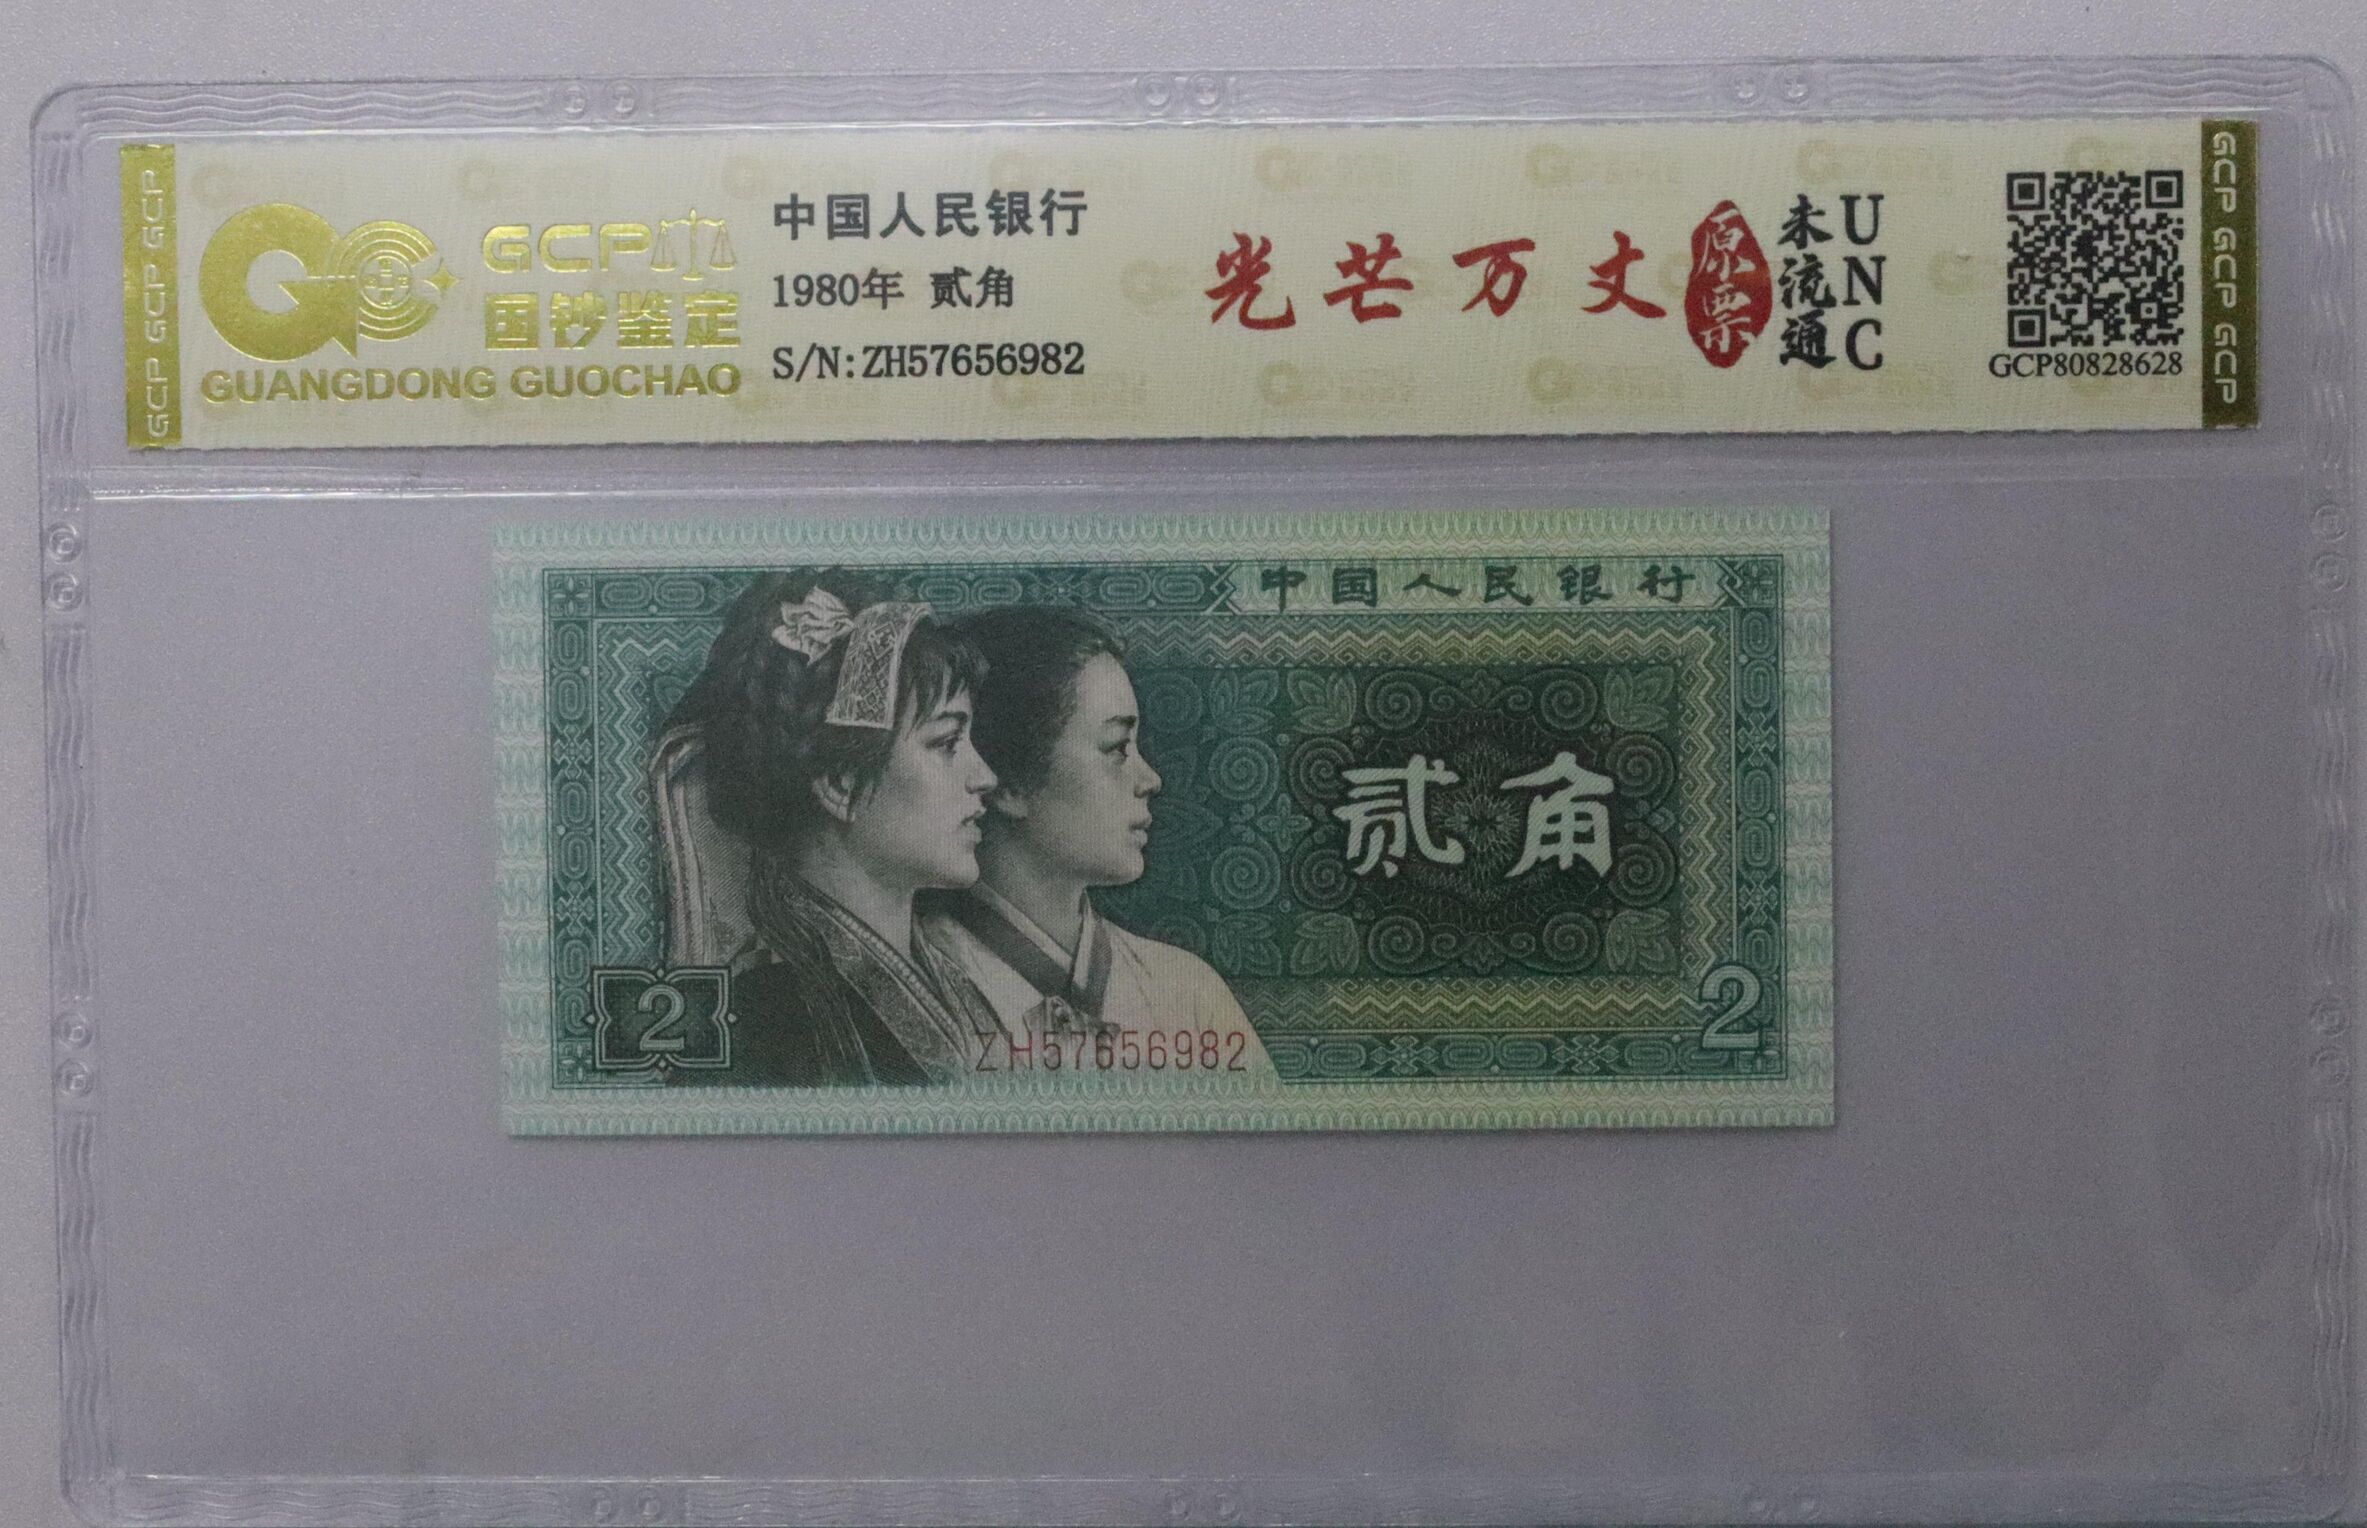 GCP GCP GCP
GCP
国钞鉴定
GUANGDONG GUOCHAO
中国人民银行
1980年 贰角
S/N:ZH57656982
光芒万丈
原票
未流通
UNC
GCP80828628
GCP GCP GCP
中国人民银行
贰角
2
2
ZH57656982